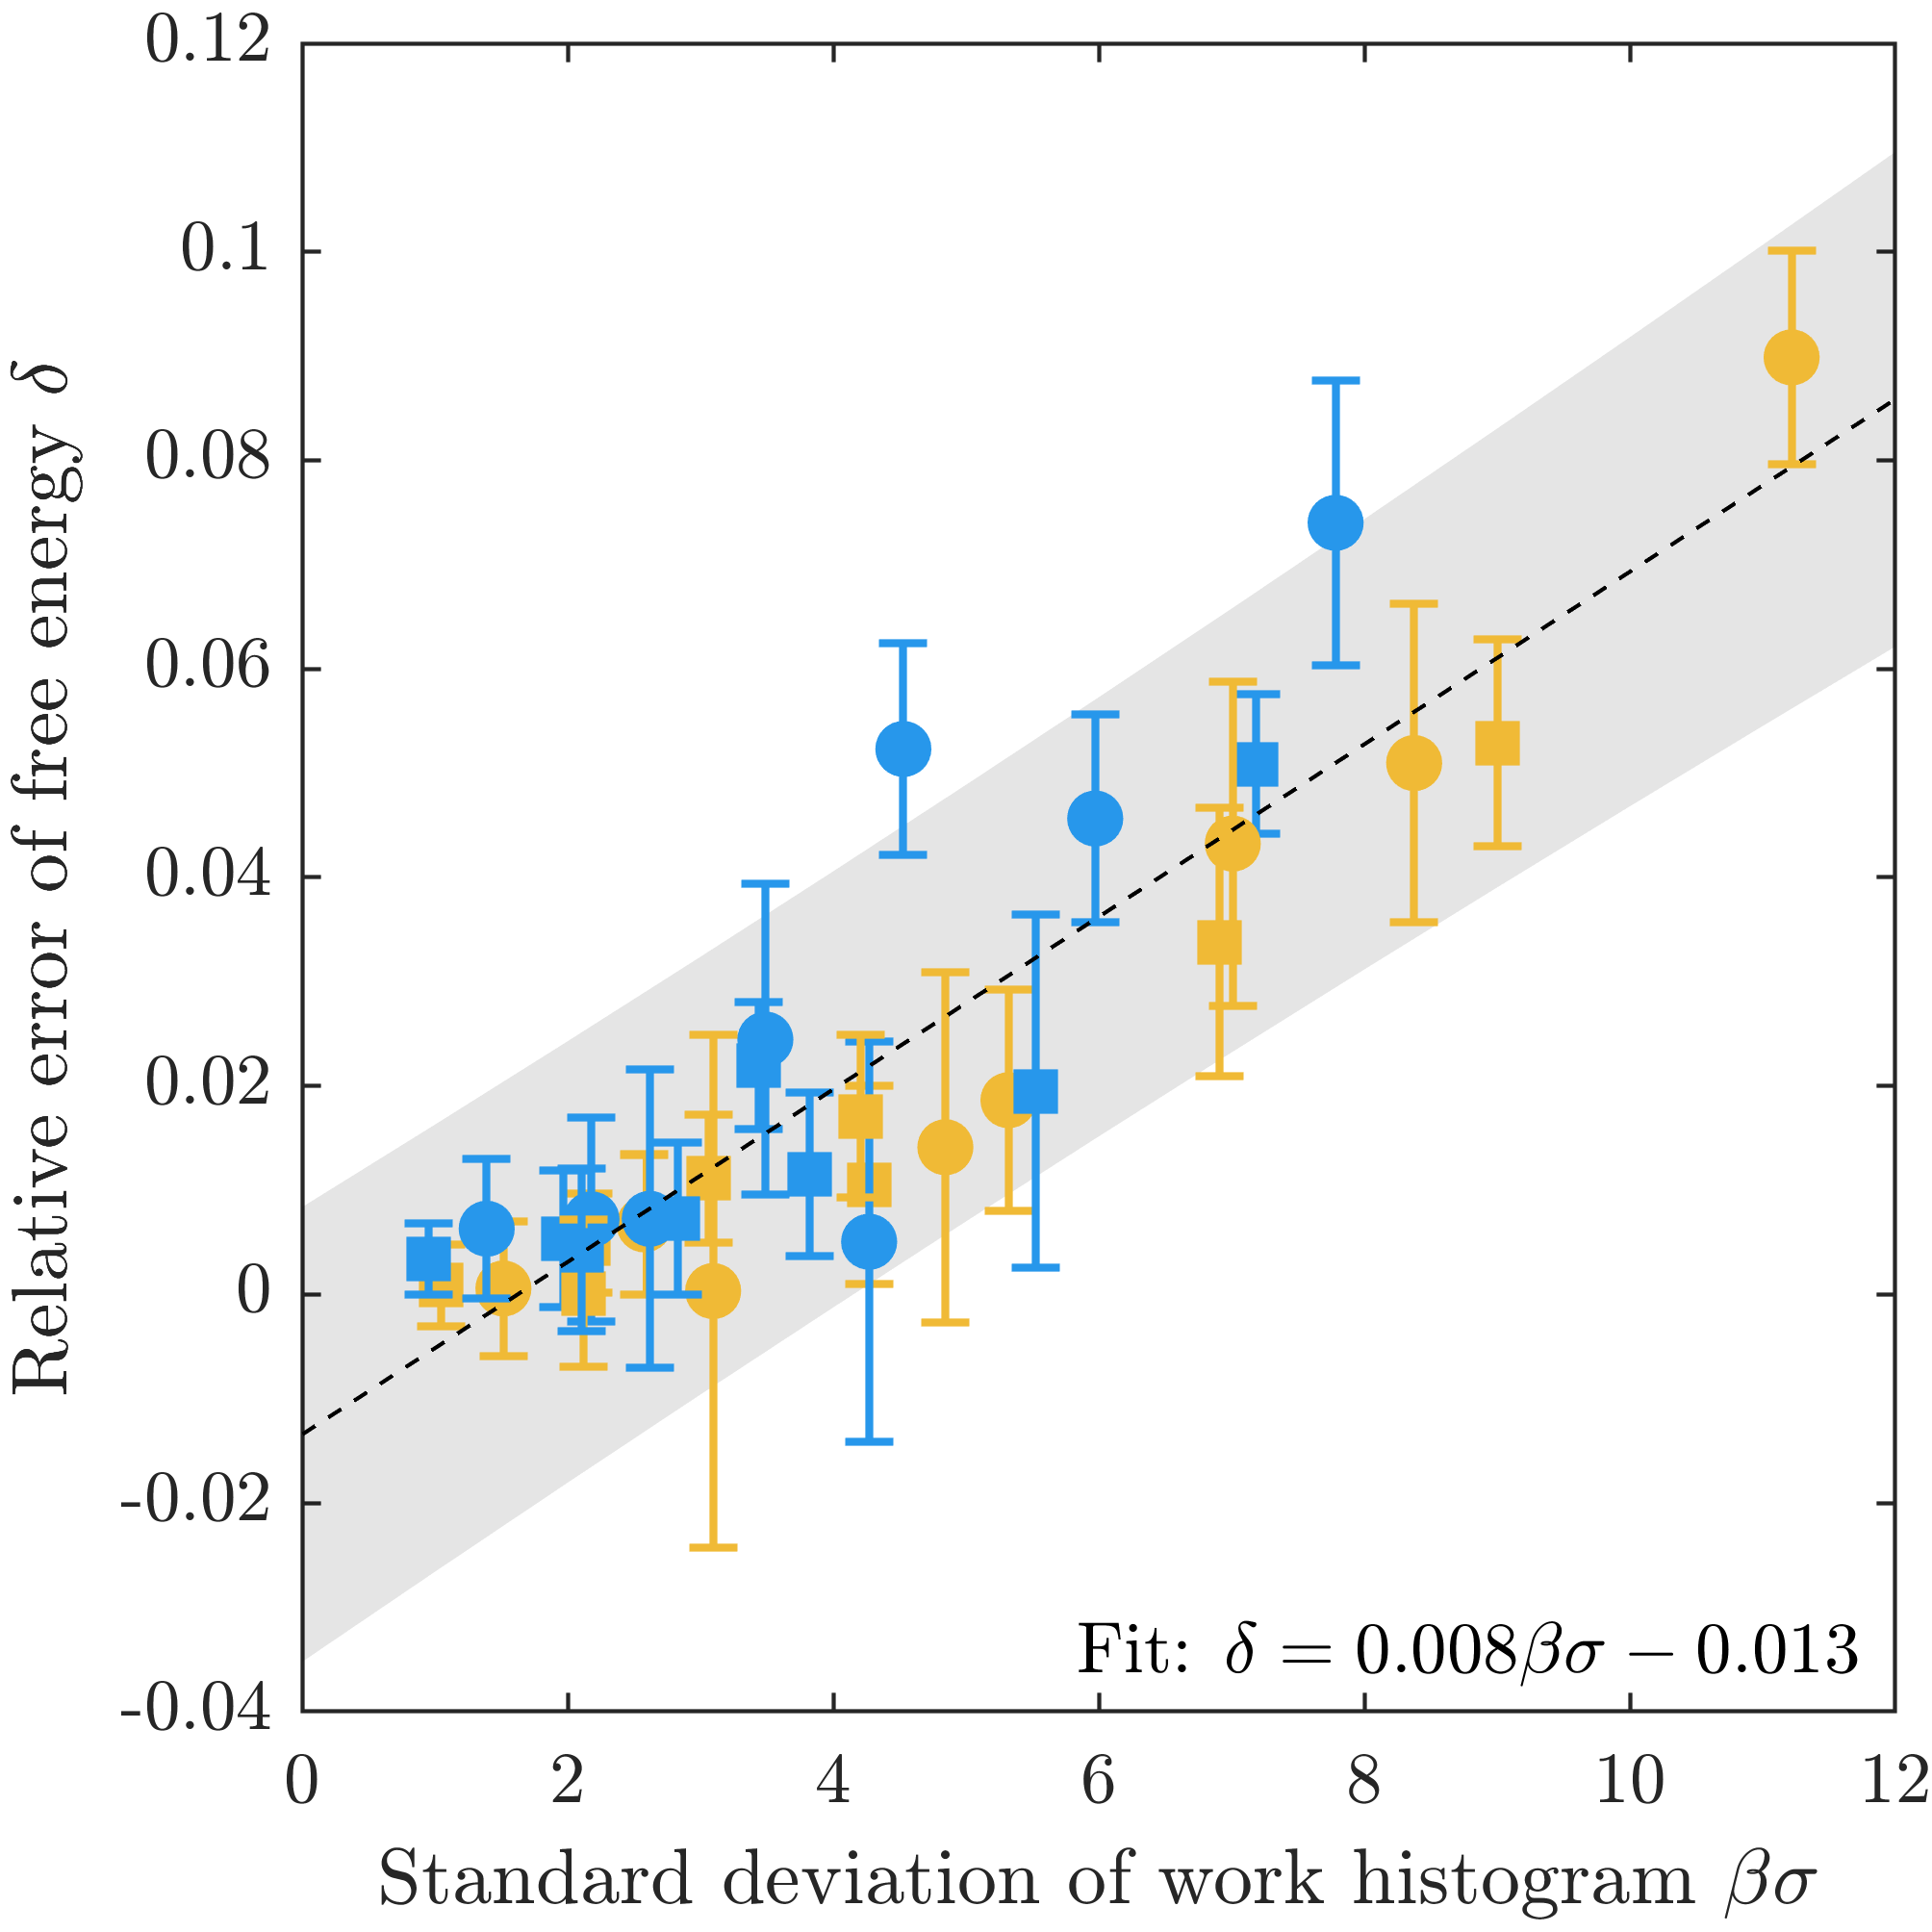 0.12
0.1
0.08
0.06
0.04
0.02
0
-0.02
-0.04
Relative error of free energy δ
Fit: δ = 0.008βσ − 0.013
0 2 4 6 8 10 12
Standard deviation of work histogram βσ